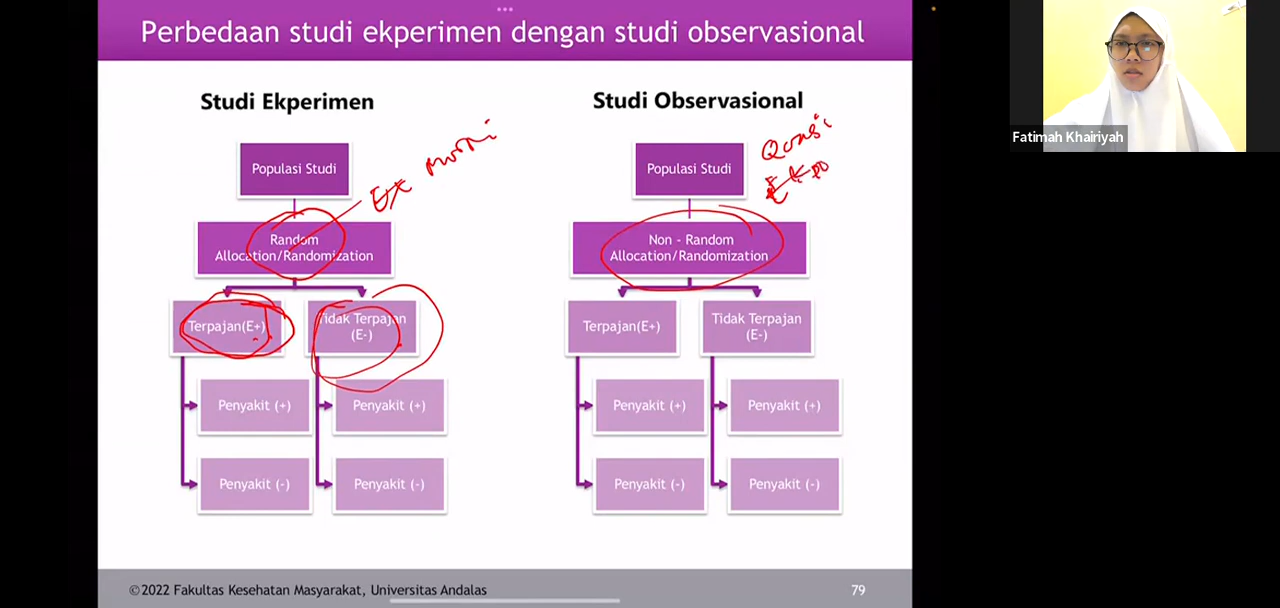 Perbedaan studi ekperimen dengan studi observasional
Studi Ekperimen
Populasi Studi
Ex murni
Random
Allocation/Randomization
Terpajan(E+)
Tidak Terpajan
(E-)
Penyakit (+)
Penyakit (+)
Penyakit (-)
Penyakit (-)
Studi Observasional
Populasi Studi
Quasi
Non - Random
Allocation/Randomization
Terpajan(E+)
Tidak Terpajan
(E-)
Penyakit (+)
Penyakit (+)
Penyakit (-)
Penyakit (-)
©2022 Fakultas Kesehatan Masyarakat, Universitas Andalas
79
Fatimah Khairiyah